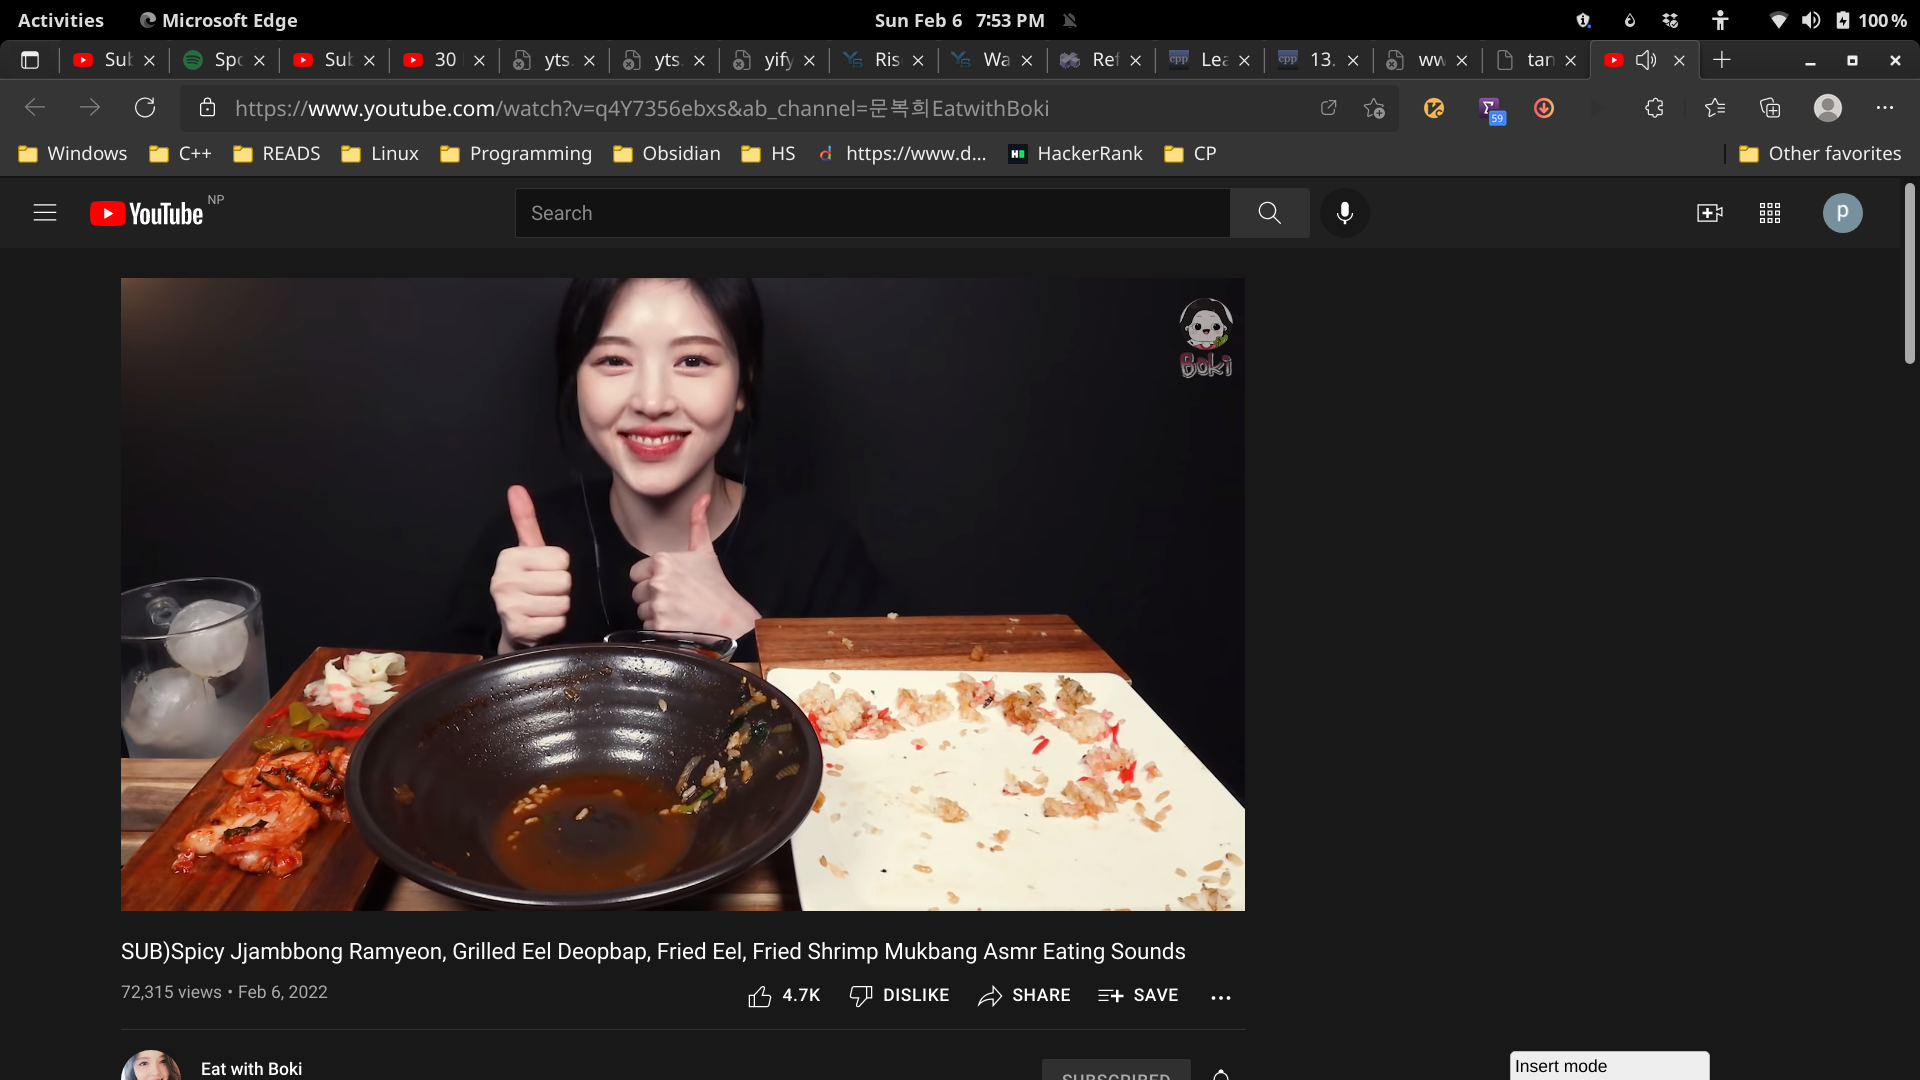 Activities Microsoft Edge Sun Feb 6 7:53 PM 100 %
Sub Spo Sub 30 yts. yts. yify Ris Wa Ref Lea 13. ww tan
https://www.youtube.com/watch?v=q4Y7356ebxs&ab_channel=문복희EatwithBoki 59
Windows C++ READS Linux Programming Obsidian HS https://www.d... HackerRank CP Other favorites
YouTube NP Search p
Boki
SUB)Spicy Jjambbong Ramyeon, Grilled Eel Deopbap, Fried Eel, Fried Shrimp Mukbang Asmr Eating Sounds
72,315 views • Feb 6, 2022 4.7K DISLIKE SHARE SAVE
Eat with Boki SUBSCRIBED
Insert mode